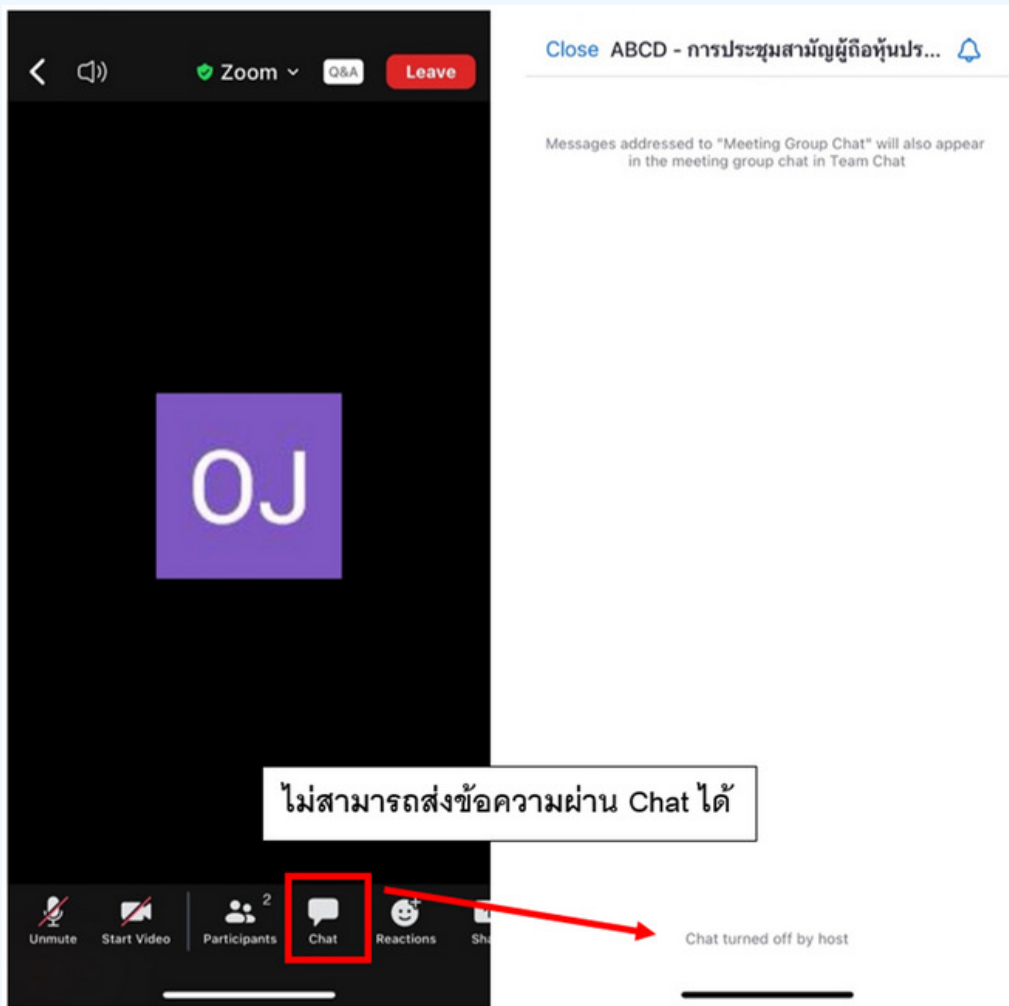 Zoom
Q&A
Leave
OJ
Unmute
Start Video
Participants
2
Chat
Reactions
Sha
Close
ABCD - การประชุมสามัญผู้ถือหุ้นปร...
Messages addressed to "Meeting Group Chat" will also appear
in the meeting group chat in Team Chat
ไม่สามารถส่งข้อความผ่าน Chat ได้
Chat turned off by host